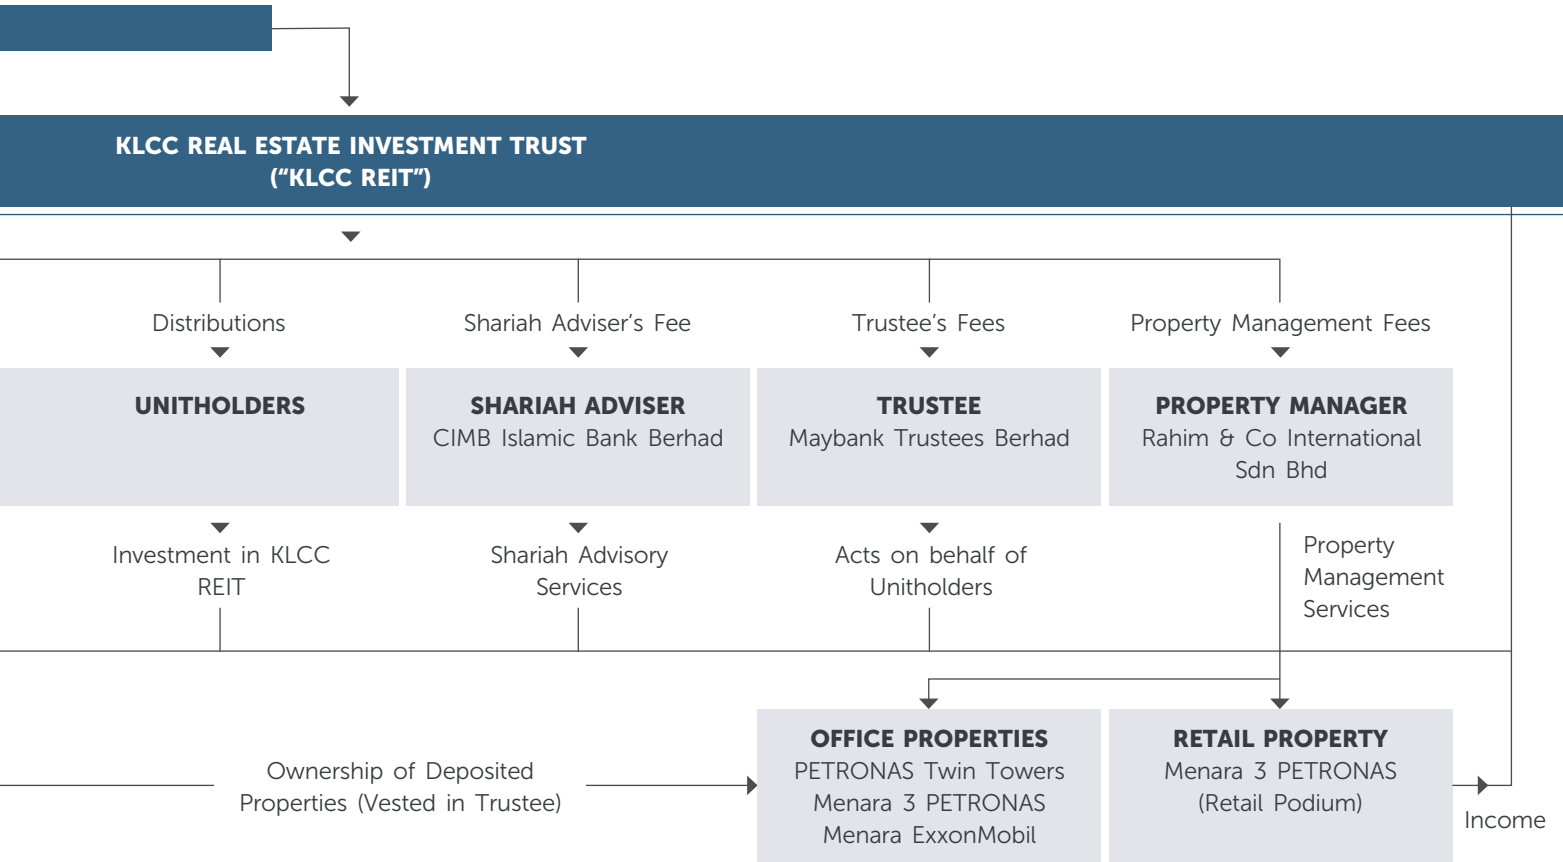 KLCC REAL ESTATE INVESTMENT TRUST
(“KLCC REIT”)
Distributions
Shariah Adviser’s Fee
Trustee’s Fees
Property Management Fees
UNITHOLDERS
SHARIAH ADVISER
CIMB Islamic Bank Berhad
TRUSTEE
Maybank Trustees Berhad
PROPERTY MANAGER
Rahim & Co International
Sdn Bhd
Investment in KLCC
REIT
Shariah Advisory
Services
Acts on behalf of
Unitholders
Property
Management
Services
Ownership of Deposited
Properties (Vested in Trustee)
OFFICE PROPERTIES
PETRONAS Twin Towers
Menara 3 PETRONAS
Menara ExxonMobil
RETAIL PROPERTY
Menara 3 PETRONAS
(Retail Podium)
Income